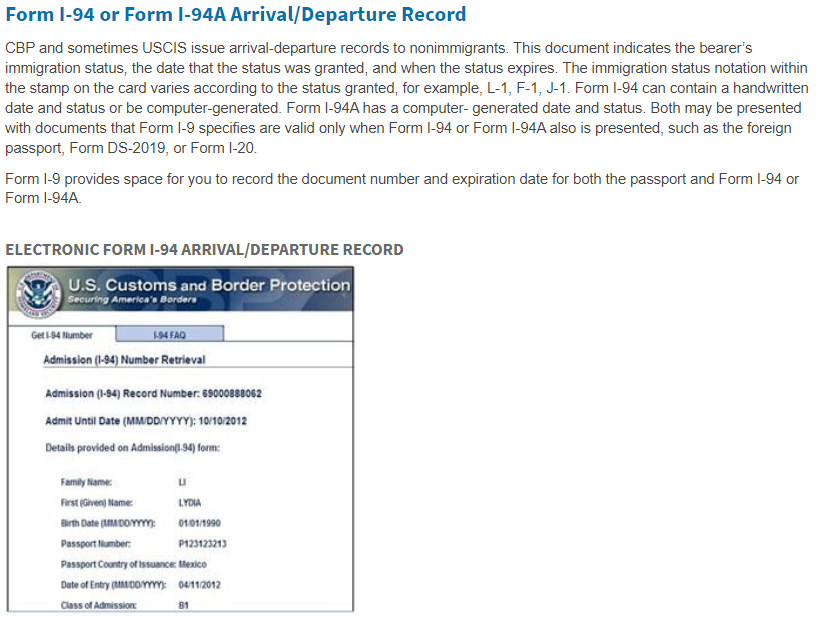 Form I-94 or Form I-94A Arrival/Departure Record
CBP and sometimes USCIS issue arrival-departure records to nonimmigrants. This document indicates the bearer's
immigration status, the date that the status was granted, and when the status expires. The immigration status notation within
the stamp on the card varies according to the status granted, for example, L-1, F-1, J-1. Form I-94 can contain a handwritten
date and status or be computer-generated. Form I-94A has a computer- generated date and status. Both may be presented
with documents that Form I-9 specifies are valid only when Form I-94 or Form I-94A also is presented, such as the foreign
passport, Form DS-2019, or Form I-20.
Form I-9 provides space for you to record the document number and expiration date for both the passport and Form I-94 or
Form I-94A.
ELECTRONIC FORM I-94 ARRIVAL/DEPARTURE RECORD
U.S. Customs and Border Protection
Securing America's Borders
Get I-94 Number I-94 FAQ
Admission (I-94) Number Retrieval
Admission (I-94) Record Number: 69000888062
Admit Until Date (MM/DD/YYYY): 10/10/2012
Details provided on Admission(I-94) form:
Family Name: LI
First (Given) Name: LYDIA
Birth Date (MM/DD/YYYY): 01/01/1990
Passport Number: P123123213
Passport Country of Issuance: Mexico
Date of Entry (MM/DD/YYYY): 04/11/2012
Class of Admission: B1